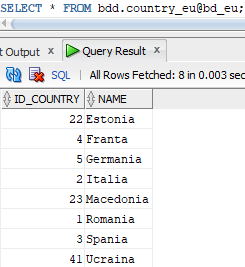 SELECT * FROM bdd.country_eu@bd_eu;
t Output × Query Result ×
SQL | All Rows Fetched: 8 in 0.003 sec
ID_COUNTRY NAME
22 Estonia
4 Franta
5 Germania
2 Italia
23 Macedonia
1 Romania
3 Spania
41 Ucraina